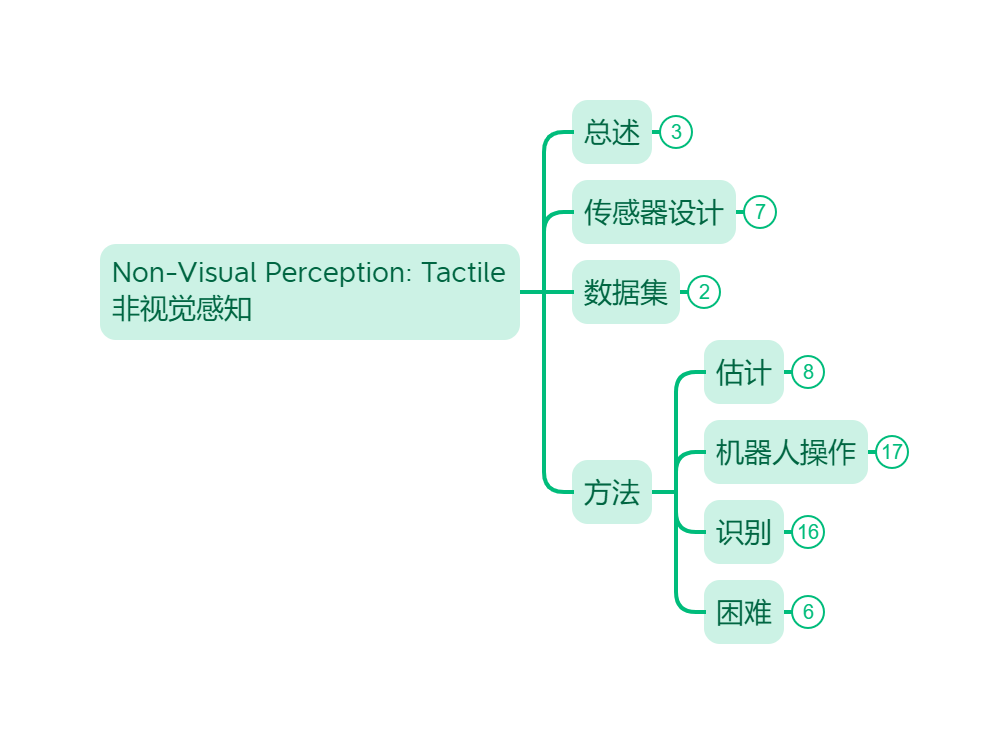 Non-Visual Perception: Tactile
非视觉感知
总述 3
传感器设计 7
数据集 2
方法
估计 8
机器人操作 17
识别 16
困难 6